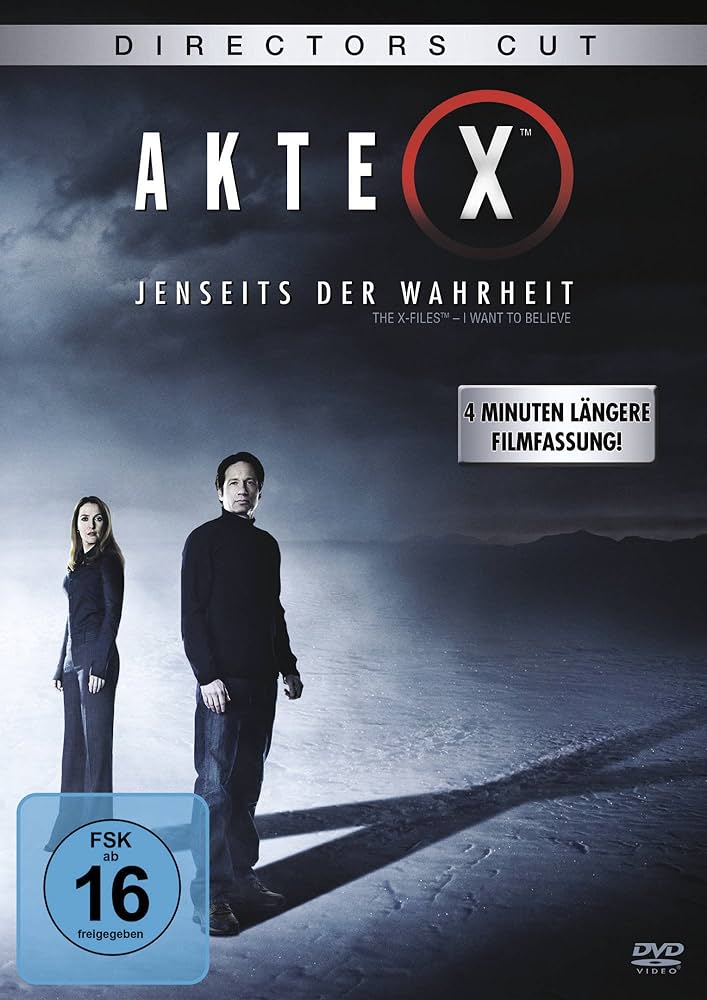 DIRECTORS CUT
AKTE X™
JENSEITS DER WAHRHEIT
THE X-FILES™ – I WANT TO BELIEVE
4 MINUTEN LÄNGERE
FILMFASSUNG!
FSK
ab
16
freigegeben
DVD
VIDEO